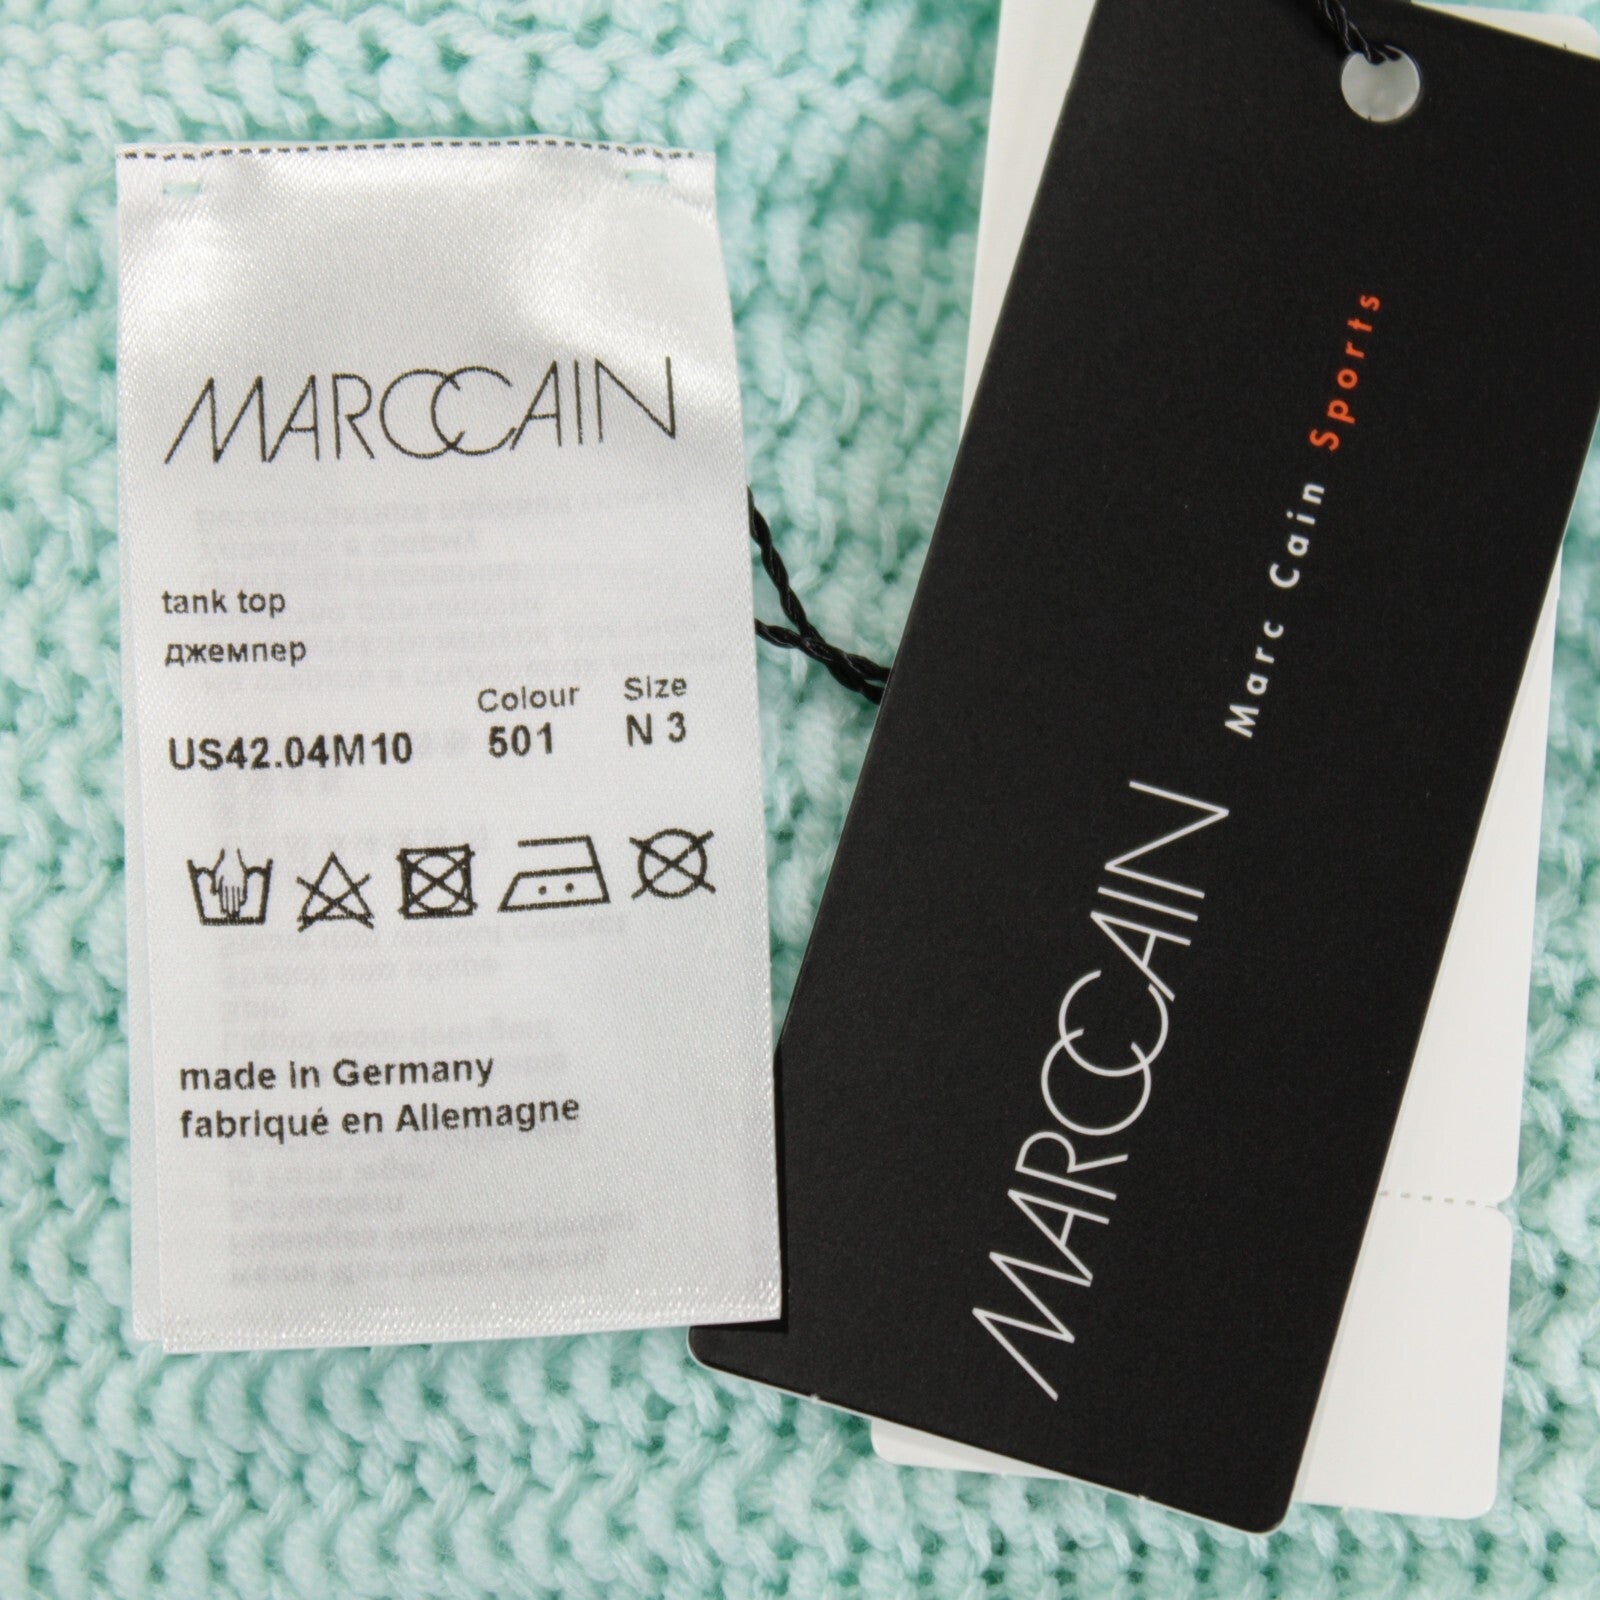 MARCCAIN
tank top
джемпер
Colour Size
US42.04M10 501 N 3
made in Germany
fabriqué en Allemagne
Marc Cain Sports
MARCCAIN